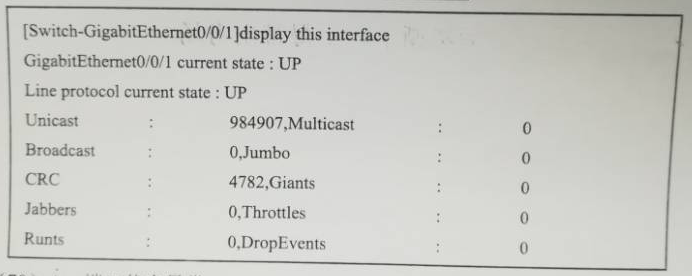 [Switch-GigabitEthernet0/0/1]display this interface
GigabitEthernet0/0/1 current state : UP
Line protocol current state : UP
Unicast : 984907,Multicast : 0
Broadcast : 0,Jumbo : 0
CRC : 4782,Giants : 0
Jabbers : 0,Throttles : 0
Runts : 0,DropEvents : 0